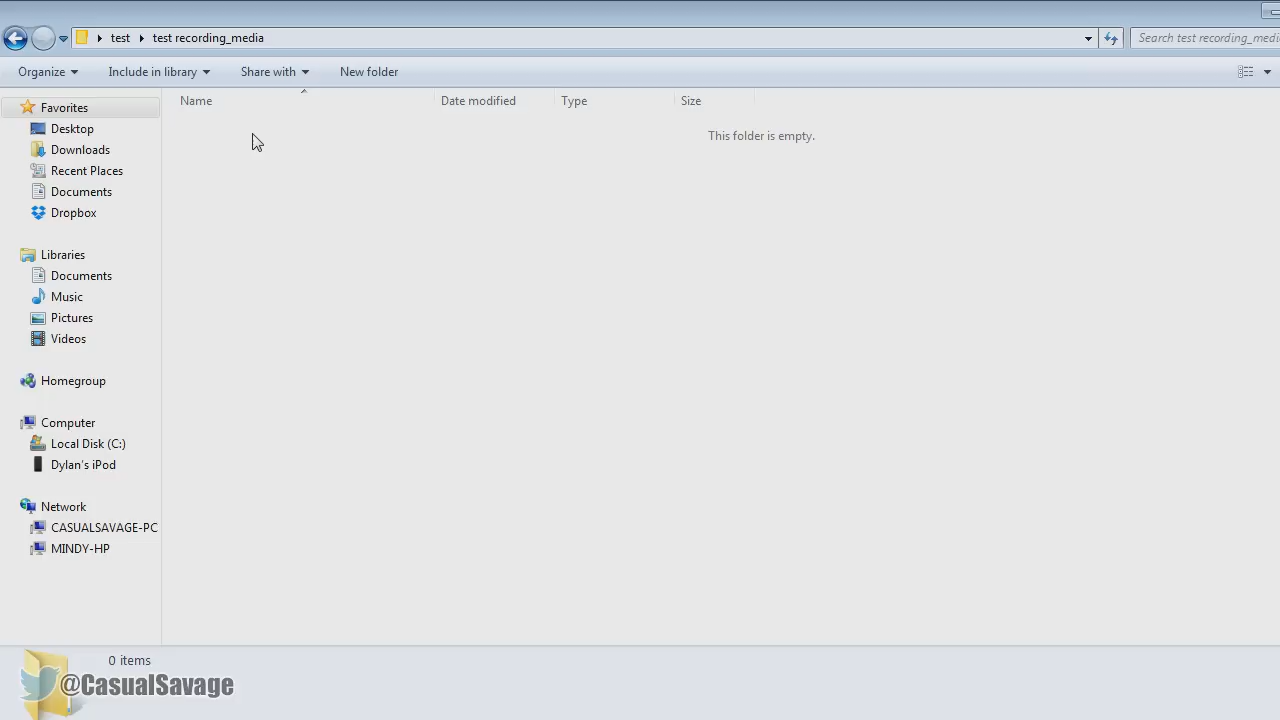 test test recording_media
Search test recording_medi
Organize Include in library Share with New folder
Name Date modified Type Size
This folder is empty.
Favorites
Desktop
Downloads
Recent Places
Documents
Dropbox
Libraries
Documents
Music
Pictures
Videos
Homegroup
Computer
Local Disk (C:)
Dylan's iPod
Network
CASUALSAVAGE-PC
MINDY-HP
0 items
@CasualSavage